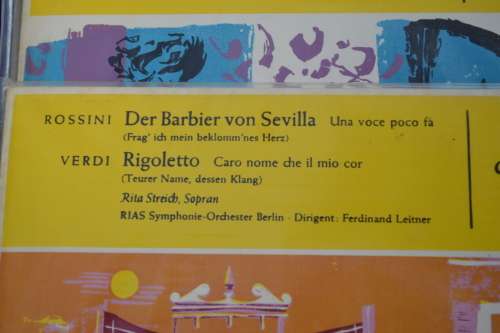 ROSSINI Der Barbier von Sevilla Una voce poco fà
(Frag' ich mein beklomm'nes Herz)
VERDI Rigoletto Caro nome che il mio cor
(Teurer Name, dessen Klang)
Rita Streich, Sopran
RIAS Symphonie-Orchester Berlin · Dirigent: Ferdinand Leitner